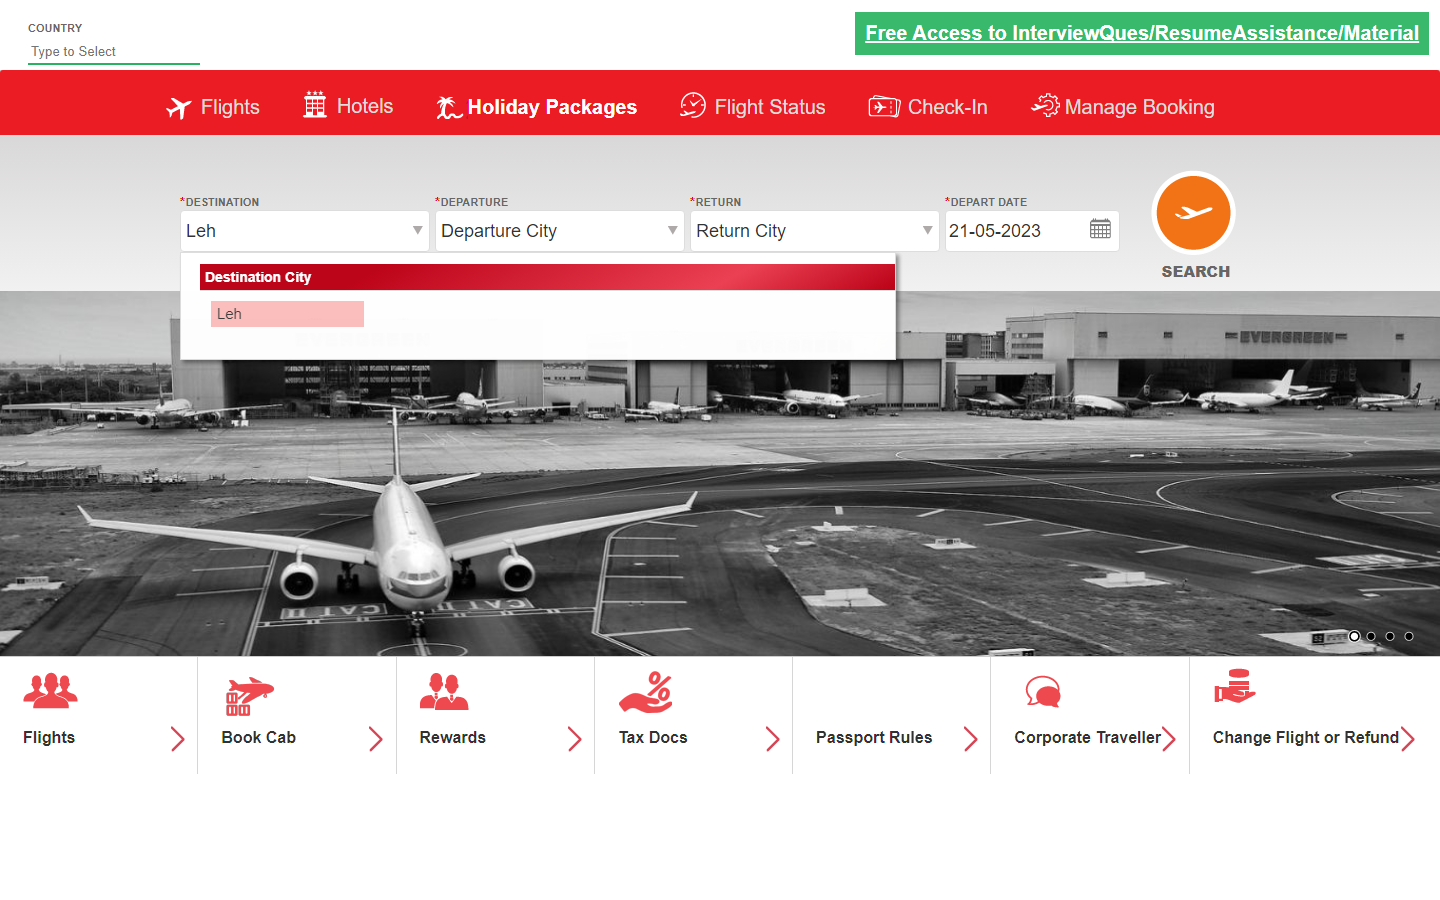 COUNTRY
Type to Select
Free Access to InterviewQues/ResumeAssistance/Material
Flights
Hotels
Holiday Packages
Flight Status
Check-In
Manage Booking
*DESTINATION
*DEPARTURE
*RETURN
*DEPART DATE
Leh
Departure City
Return City
21-05-2023
SEARCH
Destination City
Leh
EVERGREEN
CAT II
CAT II
Flights
Book Cab
Rewards
Tax Docs
Passport Rules
Corporate Traveller
Change Flight or Refund